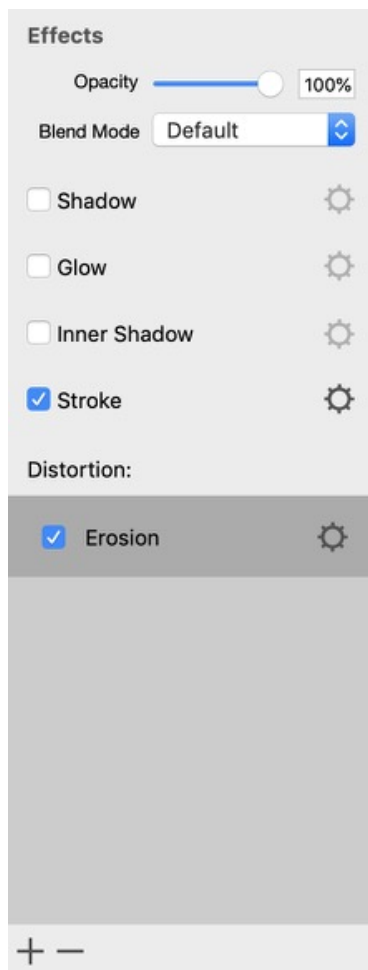 Effects
Opacity 100%
Blend Mode Default
Shadow
Glow
Inner Shadow
Stroke
Distortion:
Erosion